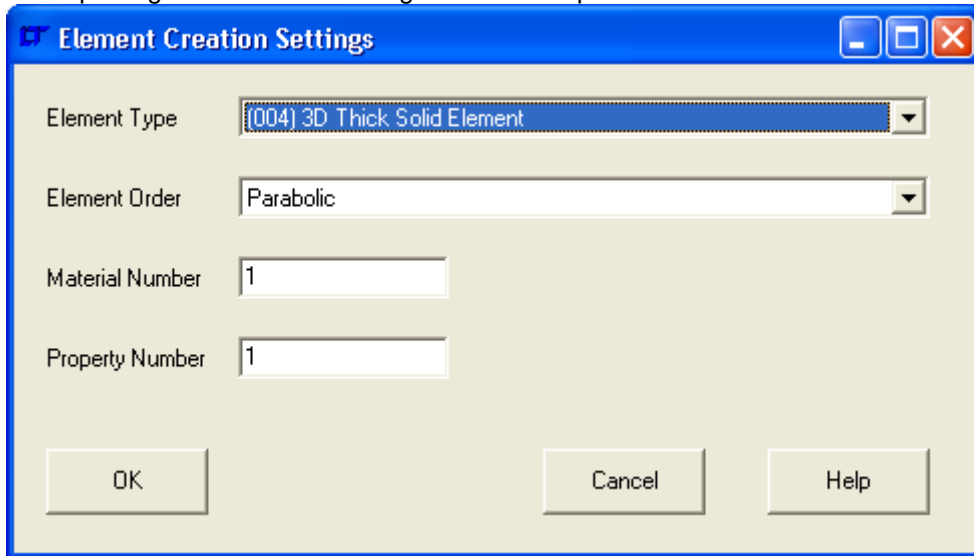 Element Creation Settings
Element Type (004) 3D Thick Solid Element
Element Order Parabolic
Material Number 1
Property Number 1
OK Cancel Help